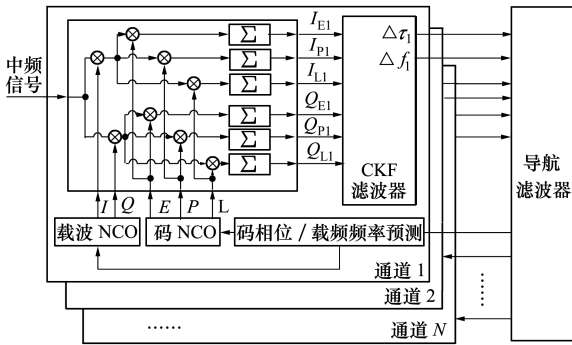 中频
信号
Σ
Σ
Σ
Σ
Σ
Σ
I_E1
I_P1
I_L1
Q_E1
Q_P1
Q_L1
CKF
滤波器
△τ₁
△f₁
导航
滤波器
I
Q
E
P
L
载波 NCO
码 NCO
码相位 / 载频频率预测
通道 1
通道 2
通道 N
……
……